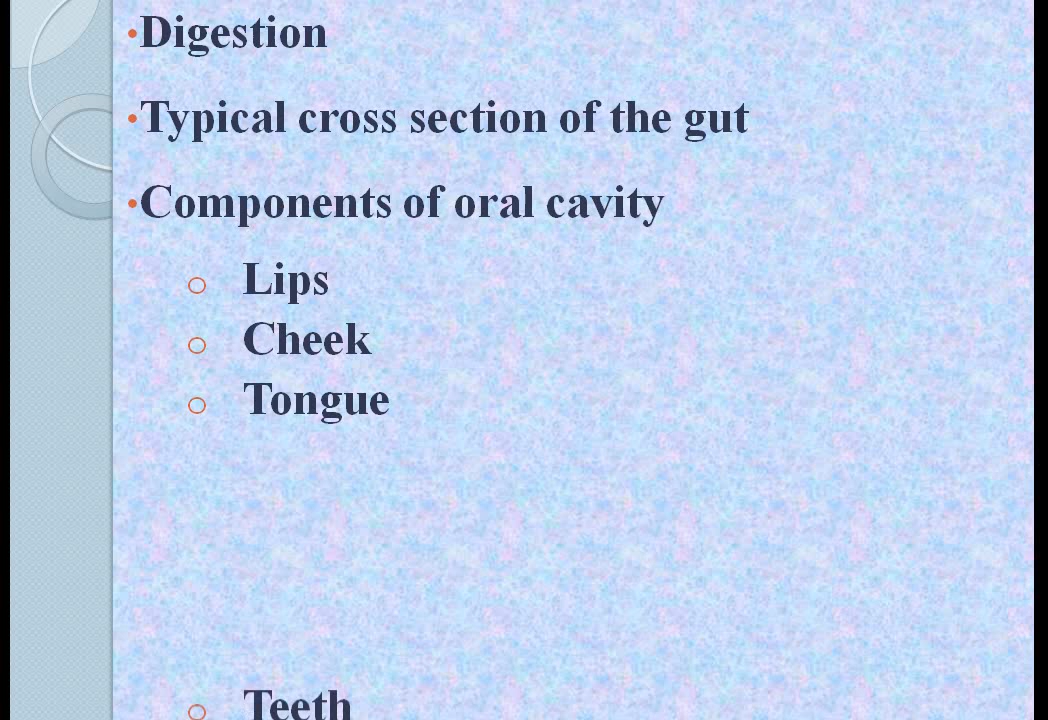 •Digestion
•Typical cross section of the gut
•Components of oral cavity
○ Lips
○ Cheek
○ Tongue
○ Teeth